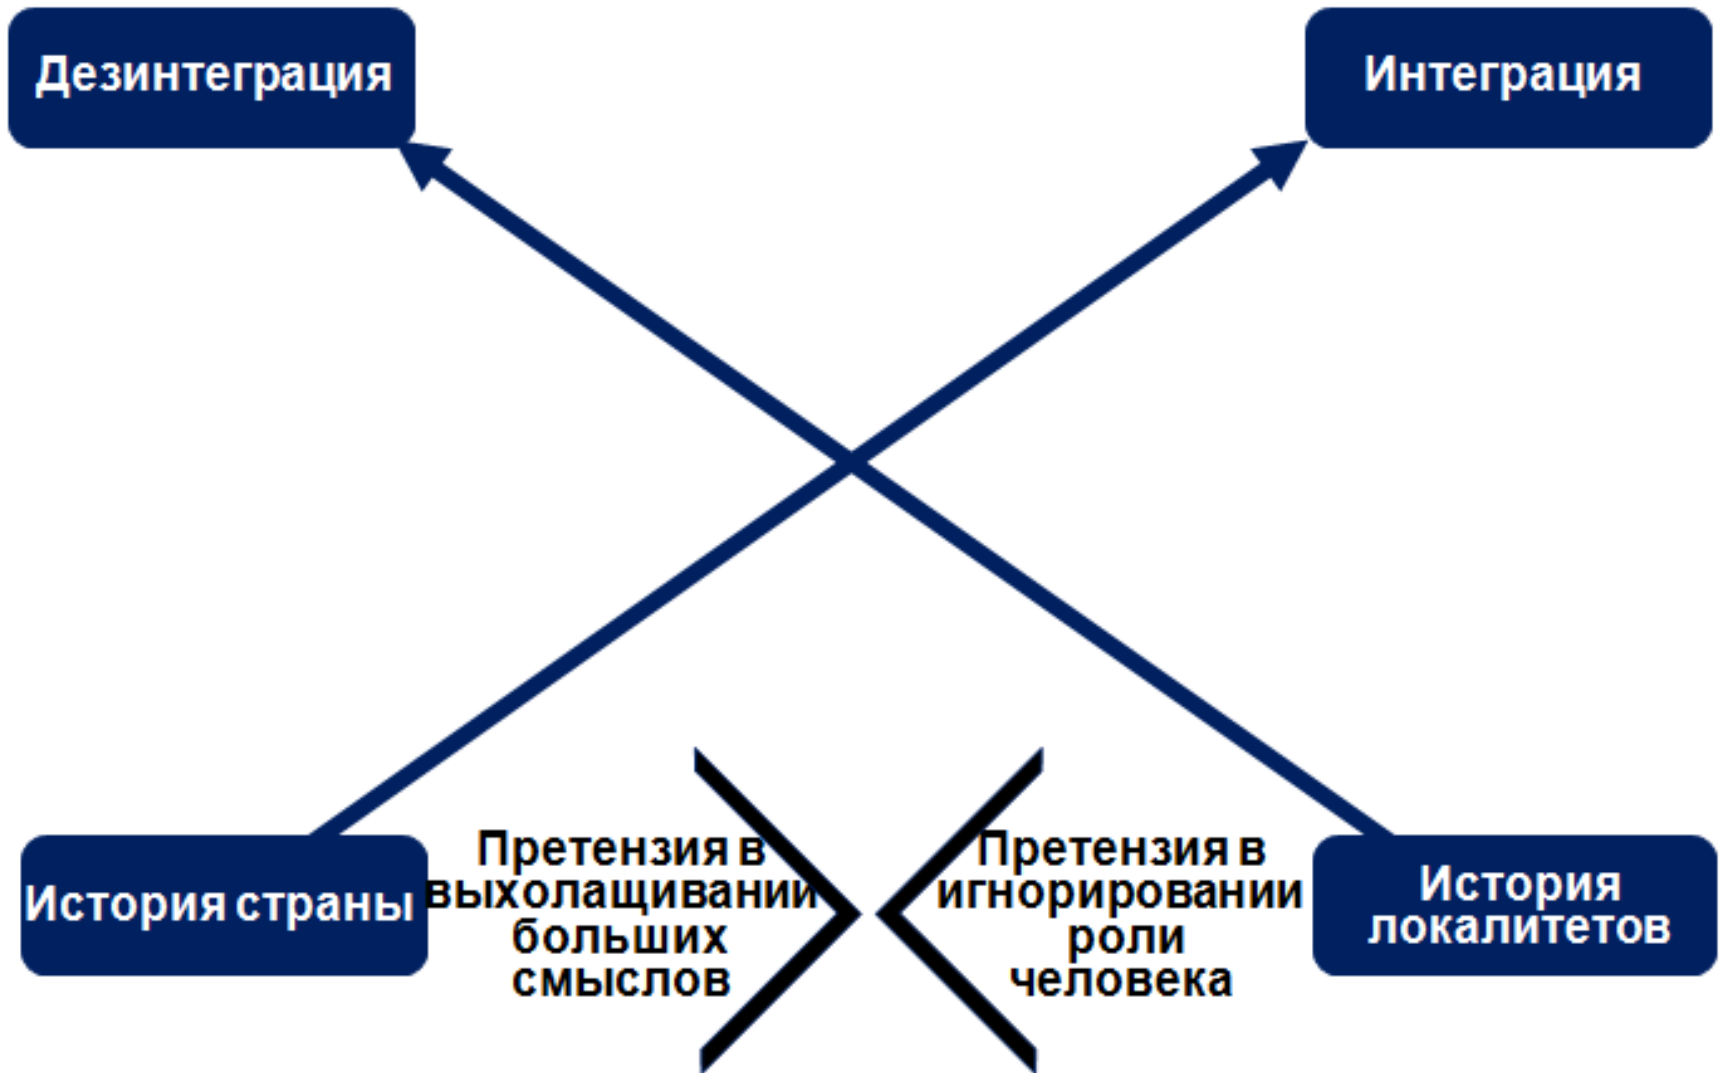 Дезинтеграция
Интеграция
История страны
Претензия в
выхолащивании
больших
смыслов
Претензия в
игнорировании
роли
человека
История
локалитетов